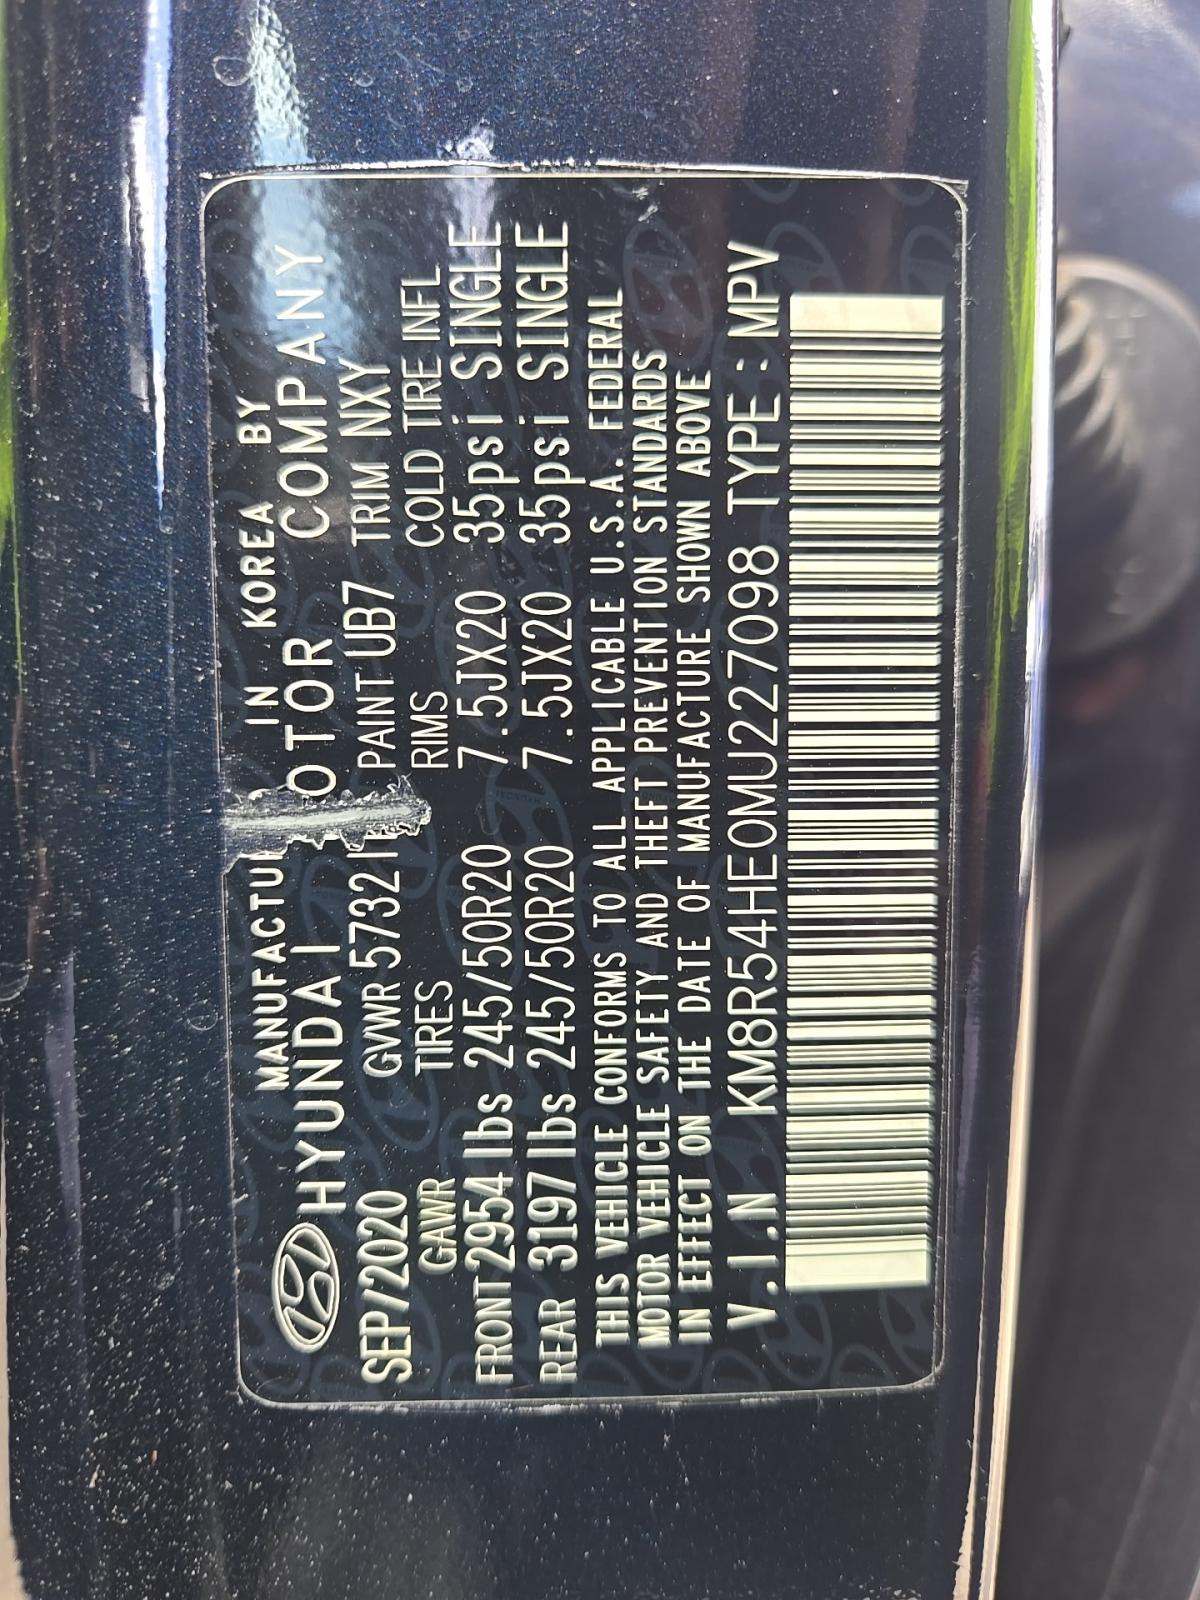 MANUFACTU IN KOREA BY
HYUNDAI OTOR COMPANY
SEP/2020 GVWR 5732 PAINT UB7 TRIM NXY
GAWR TIRES RIMS COLD TIRE INFL
FRONT 2954 lbs 245/50R20 7.5JX20 35psi SINGLE
REAR 3197 lbs 245/50R20 7.5JX20 35psi SINGLE
THIS VEHICLE CONFORMS TO ALL APPLICABLE U.S.A. FEDERAL
MOTOR VEHICLE SAFETY AND THEFT PREVENTION STANDARDS
IN EFFECT ON THE DATE OF MANUFACTURE SHOWN ABOVE
V.I.N KM8R54HE0MU227098 TYPE : MPV